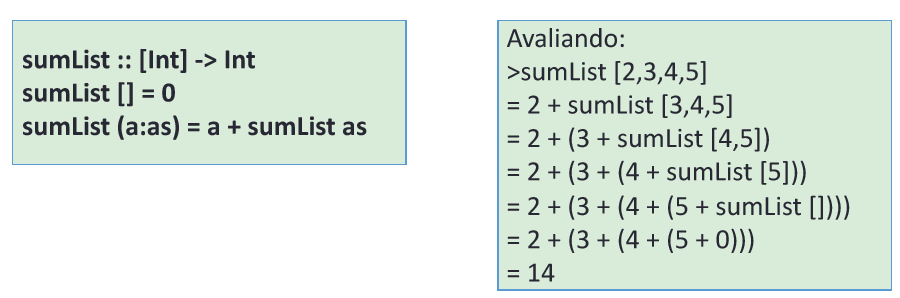 sumList :: [Int] -> Int
sumList [] = 0
sumList (a:as) = a + sumList as
Avaliando:
>sumList [2,3,4,5]
= 2 + sumList [3,4,5]
= 2 + (3 + sumList [4,5])
= 2 + (3 + (4 + sumList [5]))
= 2 + (3 + (4 + (5 + sumList [])))
= 2 + (3 + (4 + (5 + 0)))
= 14